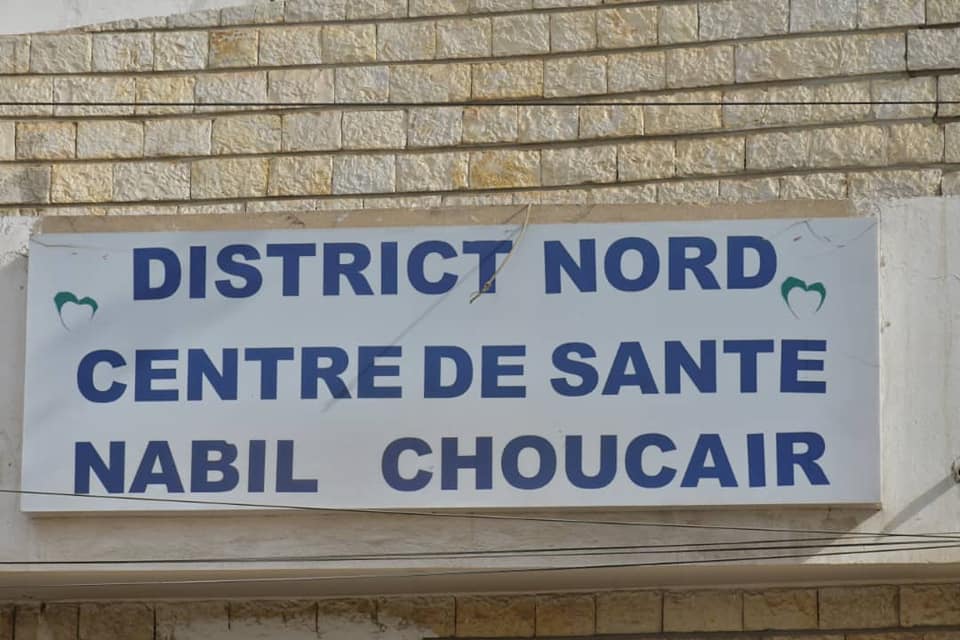 DISTRICT NORD
CENTRE DE SANTE
NABIL CHOUCAIR